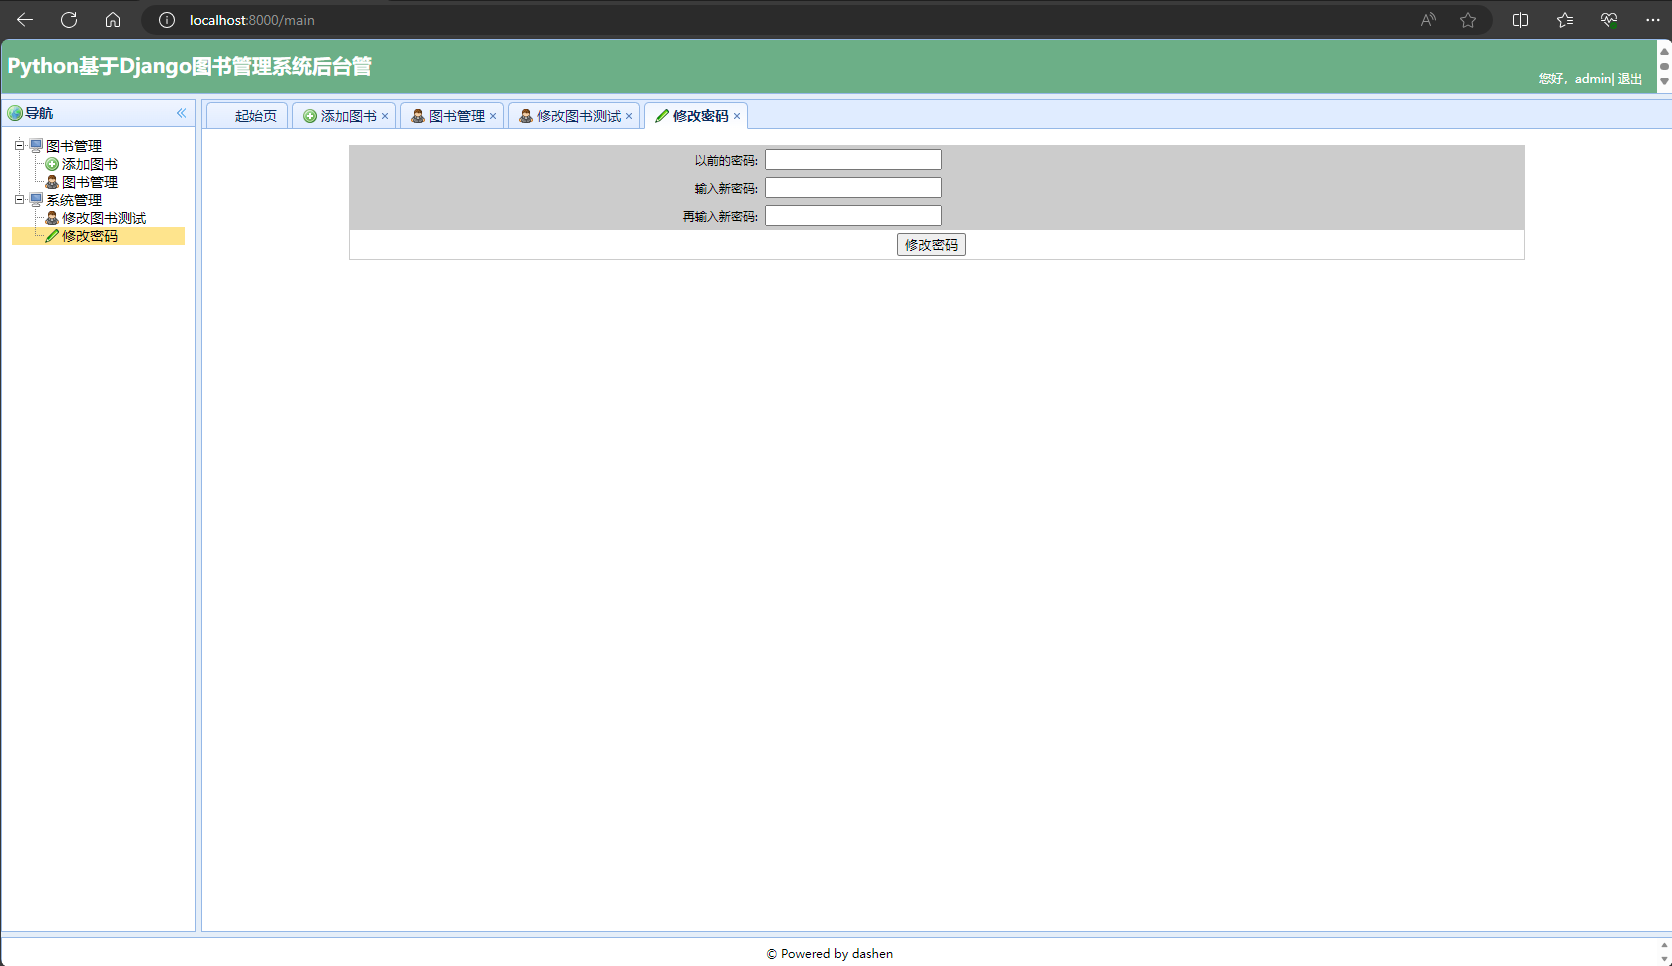 localhost:8000/main
Python基于Django图书管理系统后台管
您好，admin| 退出
导航
图书管理
添加图书
图书管理
系统管理
修改图书测试
修改密码
起始页 添加图书 图书管理 修改图书测试 修改密码
以前的密码:
输入新密码:
再输入新密码:
修改密码
© Powered by dashen